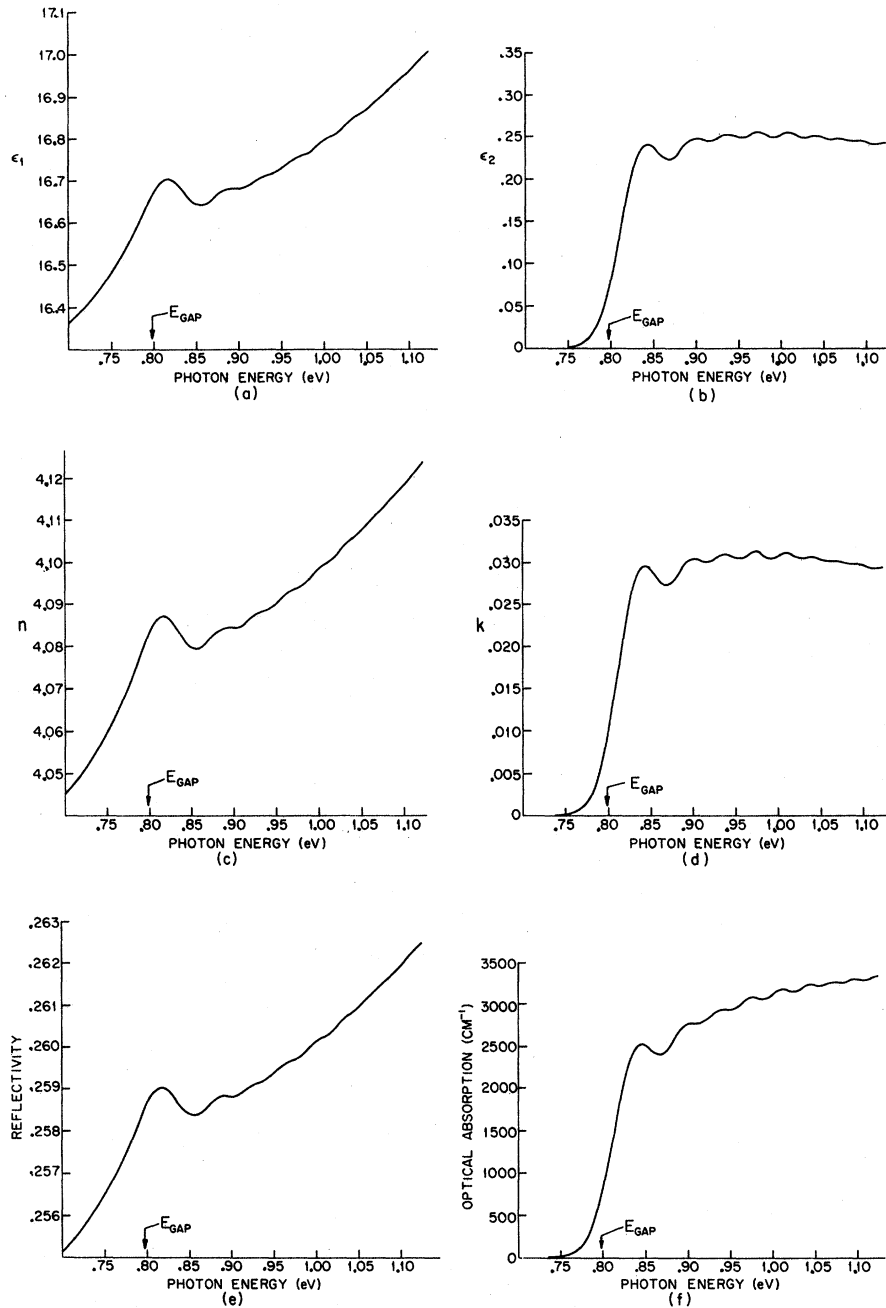 17.1
17.0
16.9
16.8
ϵ1
16.7
16.6
16.5
16.4
EGAP
.75 .80 .85 .90 .95 1.00 1.05 1.10
PHOTON ENERGY (eV)
(a)
.35
.30
.25
ϵ2
.20
.15
.10
.05
0
EGAP
.75 .80 .85 .90 .95 1.00 1.05 1.10
PHOTON ENERGY (eV)
(b)
4.12
4.11
4.10
4.09
n
4.08
4.07
4.06
4.05
EGAP
.75 .80 .85 .90 .95 1.00 1.05 1.10
PHOTON ENERGY (eV)
(c)
.035
.030
.025
k
.020
.015
.010
.005
0
EGAP
.75 .80 .85 .90 .95 1.00 1.05 1.10
PHOTON ENERGY (eV)
(d)
.263
.262
.261
.260
REFLECTIVITY
.259
.258
.257
.256
EGAP
.75 .80 .85 .90 .95 1.00 1.05 1.10
PHOTON ENERGY (eV)
(e)
3500
3000
2500
2000
OPTICAL ABSORPTION (CM⁻¹)
1500
1000
500
0
EGAP
.75 .80 .85 .90 .95 1.00 1.05 1.10
PHOTON ENERGY (eV)
(f)